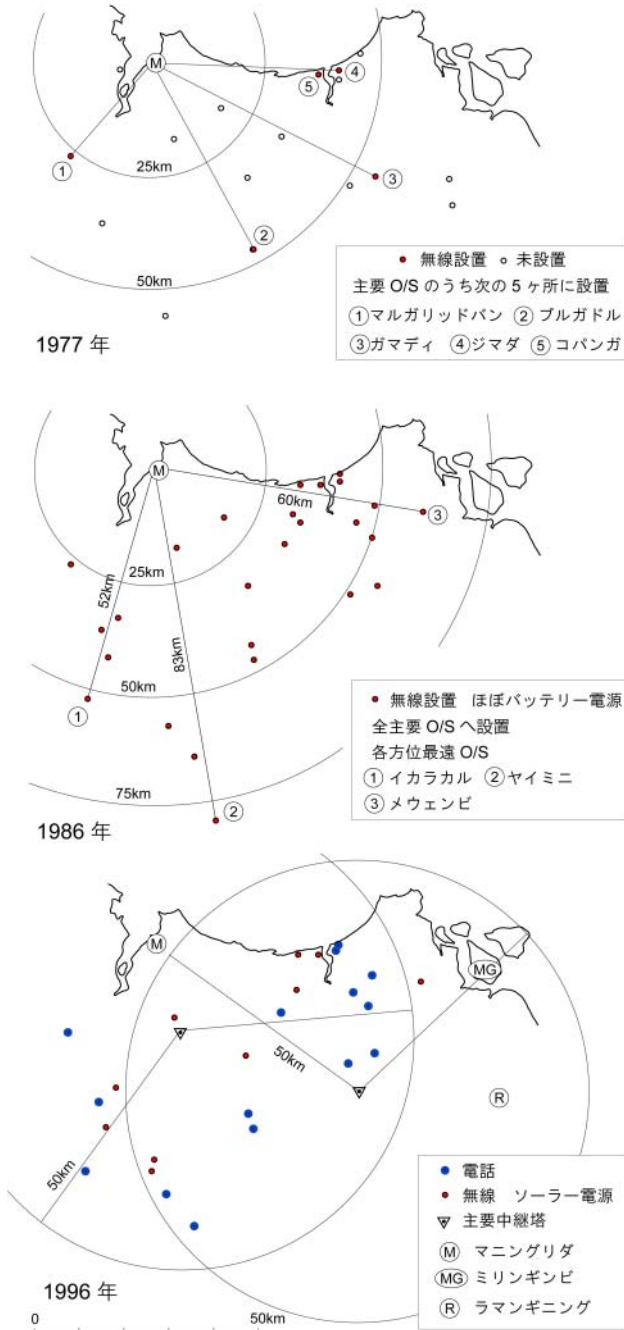 M
④
⑤
①
25km
③
②
50km
無線設置 未設置
主要 O/S のうち次の 5 ヶ所に設置
①マルガリッドバン ②ブルガドル
③ガマディ ④ジマダ ⑤コパンガ
1977 年
M
60km
③
25km
52km
83km
50km
①
無線設置 ほぼバッテリー電源
全主要 O/S へ設置
各方位最遠 O/S
①イカラカル ②ヤイミニ
③メウェンビ
75km
②
1986 年
M
MG
50km
R
50km
電話
無線 ソーラー電源
主要中継塔
M マニングリダ
MG ミリンギンビ
R ラマンギニング
1996 年
0 50km